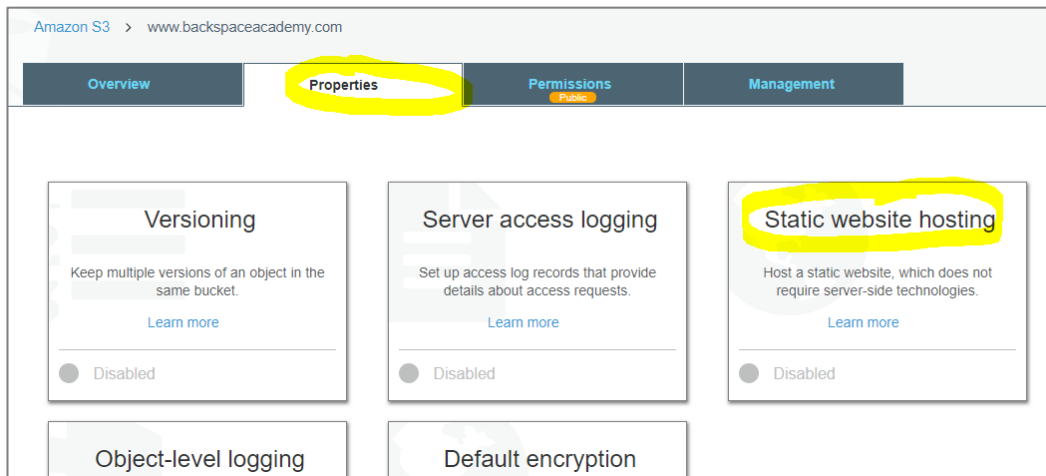 Amazon S3 > www.backspaceacademy.com
Overview Properties Permissions Management
Public
Versioning
Keep multiple versions of an object in the
same bucket.
Learn more
Disabled
Server access logging
Set up access log records that provide
details about access requests.
Learn more
Disabled
Static website hosting
Host a static website, which does not
require server-side technologies.
Learn more
Disabled
Object-level logging
Default encryption